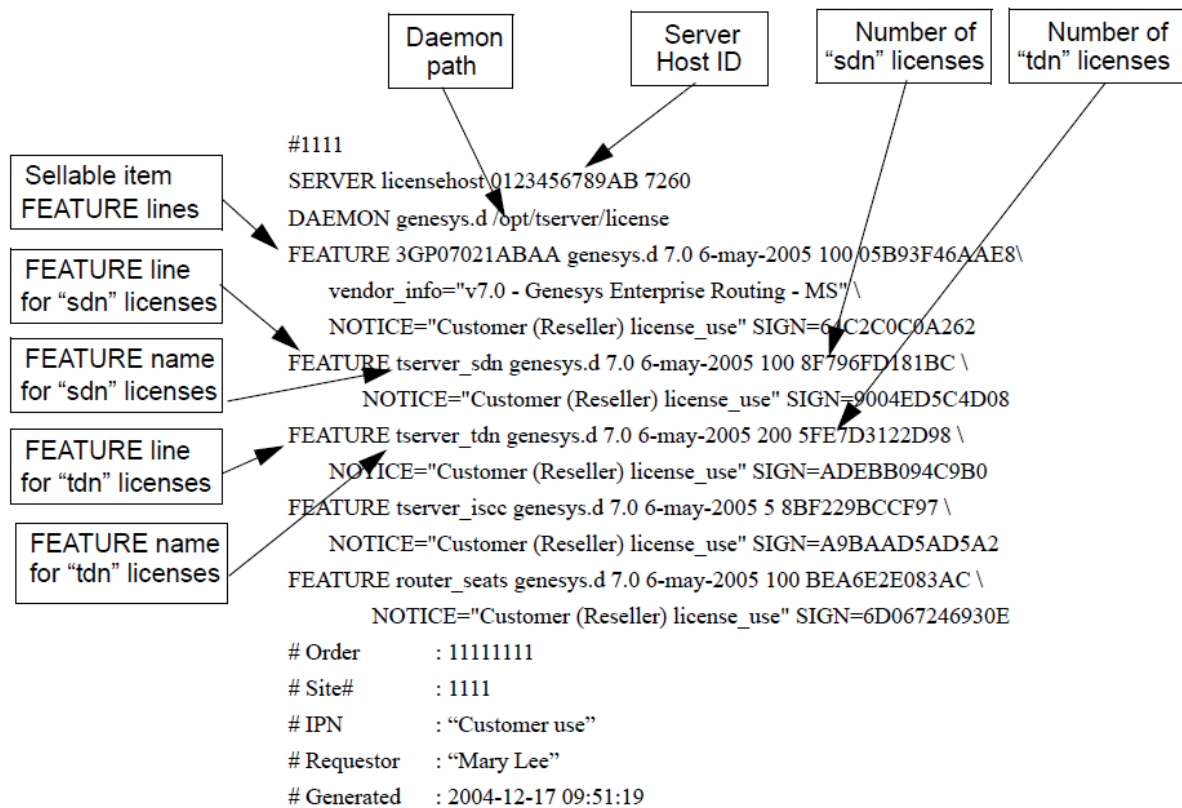 Daemon
path
Server
Host ID
Number of
“sdn” licenses
Number of
“tdn” licenses
Sellable item
FEATURE lines
FEATURE line
for “sdn” licenses
FEATURE name
for “sdn” licenses
FEATURE line
for “tdn” licenses
FEATURE name
for “tdn” licenses
#1111
SERVER licensehost 0123456789AB 7260
DAEMON genesys.d /opt/tserver/license
FEATURE 3GP07021ABAA genesys.d 7.0 6-may-2005 100 05B93F46AAE8\
vendor_info="v7.0 - Genesys Enterprise Routing - MS" \
NOTICE="Customer (Reseller) license_use" SIGN=64C2C0C0A262
FEATURE tserver_sdn genesys.d 7.0 6-may-2005 100 8F796FD181BC \
NOTICE="Customer (Reseller) license_use" SIGN=9004ED5C4D08
FEATURE tserver_tdn genesys.d 7.0 6-may-2005 200 5FE7D3122D98 \
NOTICE="Customer (Reseller) license_use" SIGN=ADEBB094C9B0
FEATURE tserver_iscc genesys.d 7.0 6-may-2005 5 8BF229BCCF97 \
NOTICE="Customer (Reseller) license_use" SIGN=A9BAAD5AD5A2
FEATURE router_seats genesys.d 7.0 6-may-2005 100 BEA6E2E083AC \
NOTICE="Customer (Reseller) license_use" SIGN=6D067246930E
# Order : 11111111
# Site# : 1111
# IPN : “Customer use”
# Requestor : “Mary Lee”
# Generated : 2004-12-17 09:51:19